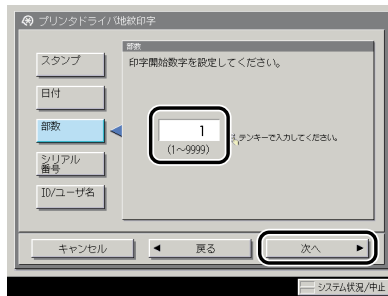 プリンタドライバ地紋印字
スタンプ
日付
部数
シリアル
番号
ID/ユーザ名
部数
印字開始数字を設定してください。
1
(1~9999)
テンキーで入力してください。
キャンセル
戻る
次へ
システム状況/中止